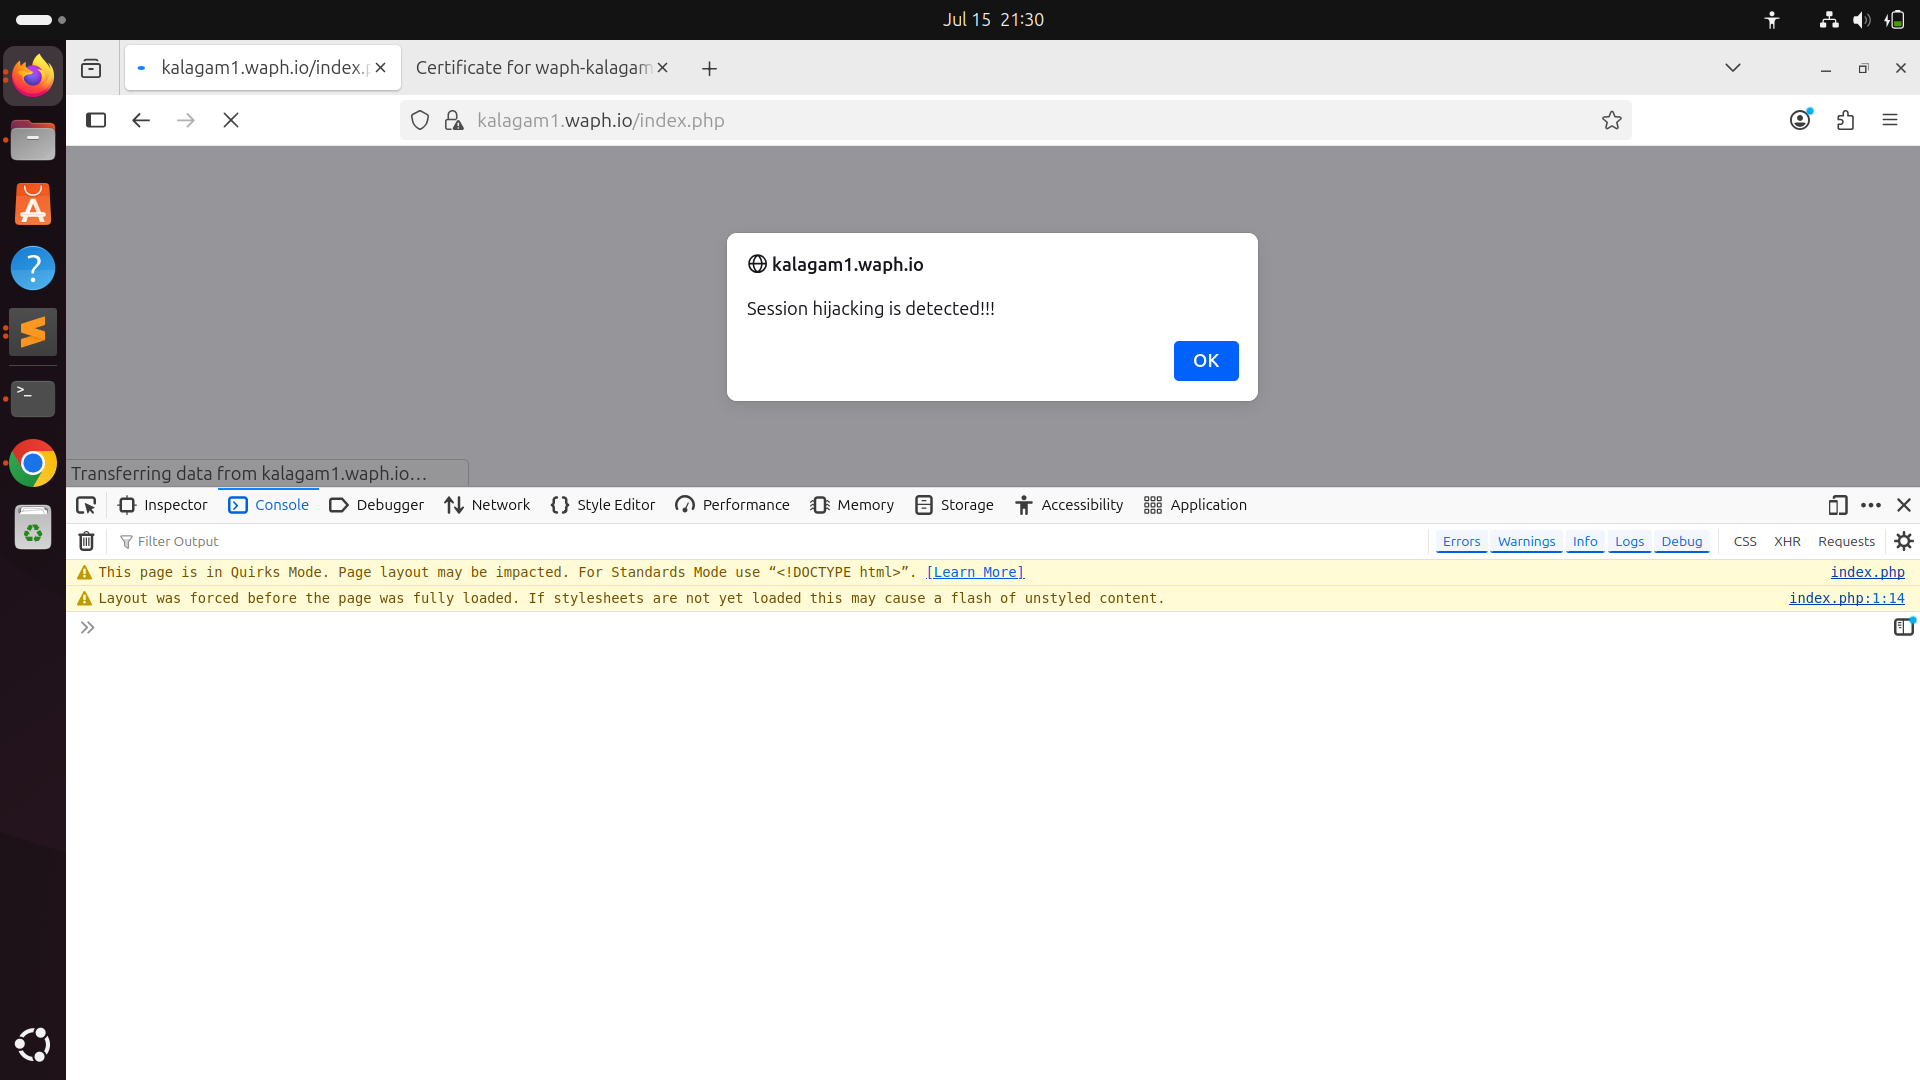 Jul 15 21:30
kalagam1.waph.io/index.p
Certificate for waph-kalagam
kalagam1.waph.io/index.php
kalagam1.waph.io
Session hijacking is detected!!!
OK
Transferring data from kalagam1.waph.io…
Inspector Console Debugger Network Style Editor Performance Memory Storage Accessibility Application
Filter Output Errors Warnings Info Logs Debug CSS XHR Requests
This page is in Quirks Mode. Page layout may be impacted. For Standards Mode use “<!DOCTYPE html>”. [Learn More] index.php
Layout was forced before the page was fully loaded. If stylesheets are not yet loaded this may cause a flash of unstyled content. index.php:1:14